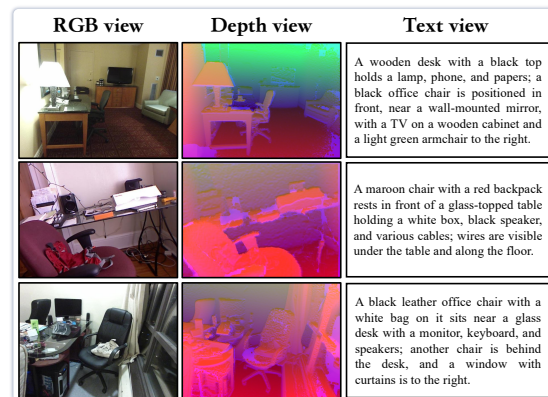 RGB view
Depth view
Text view
A wooden desk with a black top
holds a lamp, phone, and papers; a
black office chair is positioned in
front, near a wall-mounted mirror,
with a TV on a wooden cabinet and
a light green armchair to the right.
A maroon chair with a red backpack
rests in front of a glass-topped table
holding a white box, black speaker,
and various cables; wires are visible
under the table and along the floor.
A black leather office chair with a
white bag on it sits near a glass
desk with a monitor, keyboard, and
speakers; another chair is behind
the desk, and a window with
curtains is to the right.